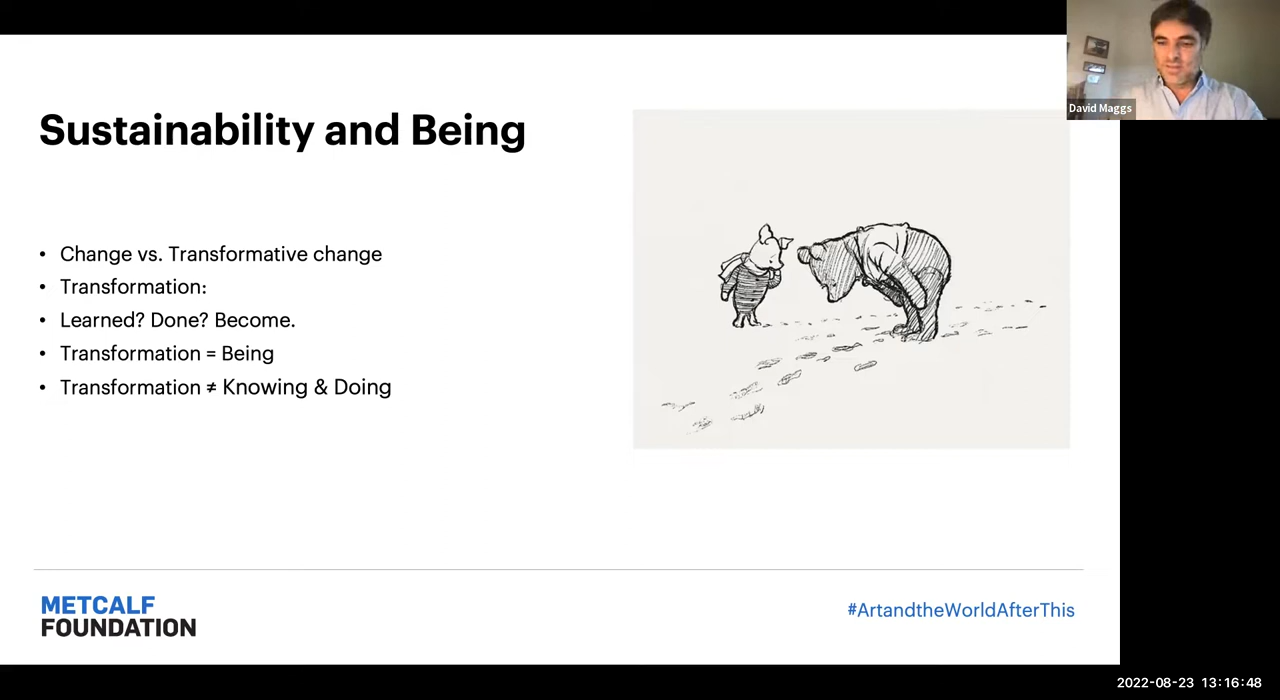 Sustainability and Being
• Change vs. Transformative change
• Transformation:
• Learned? Done? Become.
• Transformation = Being
• Transformation ≠ Knowing & Doing
METCALF
FOUNDATION
#ArtandtheWorldAfterThis
David Maggs
2022-08-23 13:16:48